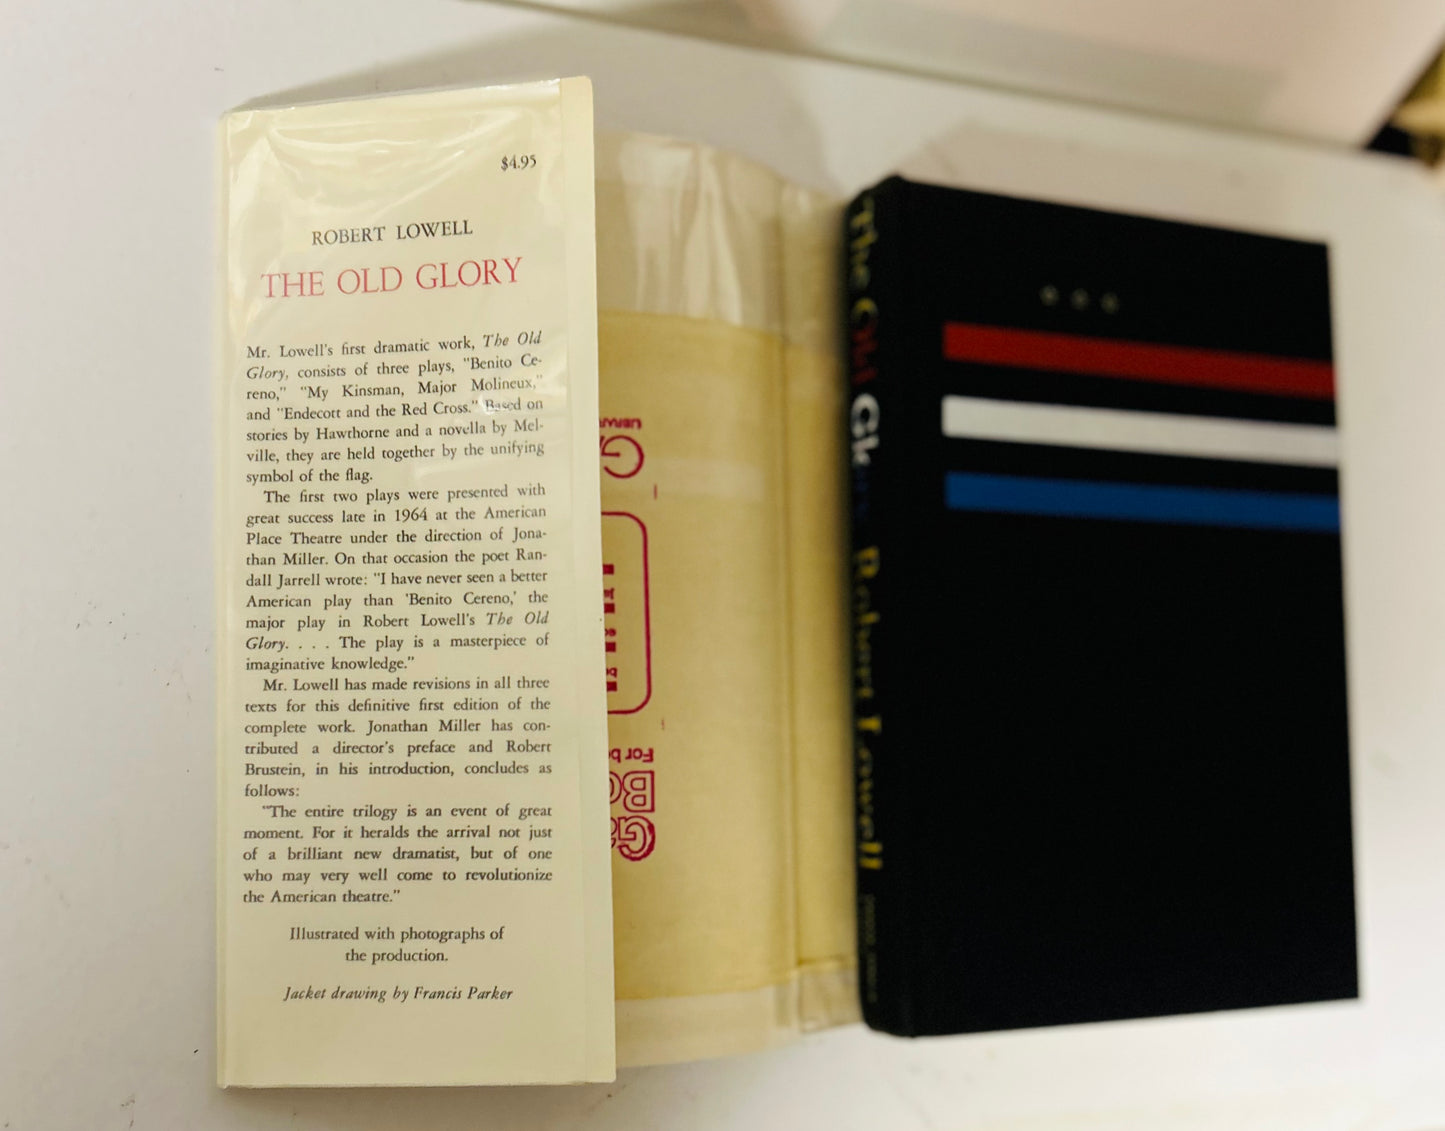 $4.95
ROBERT LOWELL
THE OLD GLORY
Mr. Lowell's first dramatic work, The Old
Glory, consists of three plays, "Benito Ce-
reno," "My Kinsman, Major Molineux,"
and "Endecott and the Red Cross." Based on
stories by Hawthorne and a novella by Mel-
ville, they are held together by the unifying
symbol of the flag.
The first two plays were presented with
great success late in 1964 at the American
Place Theatre under the direction of Jona-
than Miller. On that occasion the poet Ran-
dall Jarrell wrote: "I have never seen a better
American play than 'Benito Cereno,' the
major play in Robert Lowell's The Old
Glory. . . . The play is a masterpiece of
imaginative knowledge."
Mr. Lowell has made revisions in all three
texts for this definitive first edition of the
complete work. Jonathan Miller has con-
tributed a director's preface and Robert
Brustein, in his introduction, concludes as
follows:
"The entire trilogy is an event of great
moment. For it heralds the arrival not just
of a brilliant new dramatist, but of one
who may very well come to revolutionize
the American theatre."
Illustrated with photographs of
the production.
Jacket drawing by Francis Parker
For
The Old Glory Robert Lowell